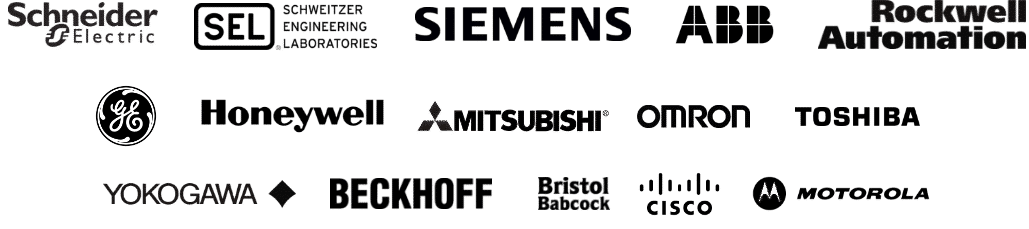 Schneider
Electric
SEL
SCHWEITZER
ENGINEERING
LABORATORIES
SIEMENS
ABB
Rockwell
Automation
GE
Honeywell
MITSUBISHI®
OMRON
TOSHIBA
YOKOGAWA
BECKHOFF
Bristol
Babcock
CISCO
MOTOROLA